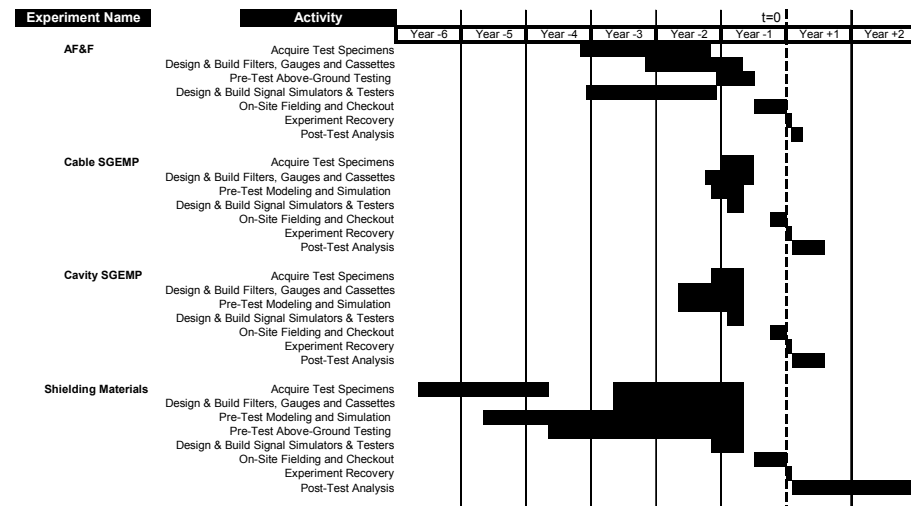 Experiment Name Activity t=0
Year -6 Year -5 Year -4 Year -3 Year -2 Year -1 Year +1 Year +2
AF&F Acquire Test Specimens
Design & Build Filters, Gauges and Cassettes
Pre-Test Above-Ground Testing
Design & Build Signal Simulators & Testers
On-Site Fielding and Checkout
Experiment Recovery
Post-Test Analysis
Cable SGEMP Acquire Test Specimens
Design & Build Filters, Gauges and Cassettes
Pre-Test Modeling and Simulation
Design & Build Signal Simulators & Testers
On-Site Fielding and Checkout
Experiment Recovery
Post-Test Analysis
Cavity SGEMP Acquire Test Specimens
Design & Build Filters, Gauges and Cassettes
Pre-Test Modeling and Simulation
Design & Build Signal Simulators & Testers
On-Site Fielding and Checkout
Experiment Recovery
Post-Test Analysis
Shielding Materials Acquire Test Specimens
Design & Build Filters, Gauges and Cassettes
Pre-Test Modeling and Simulation
Pre-Test Above-Ground Testing
Design & Build Signal Simulators & Testers
On-Site Fielding and Checkout
Experiment Recovery
Post-Test Analysis